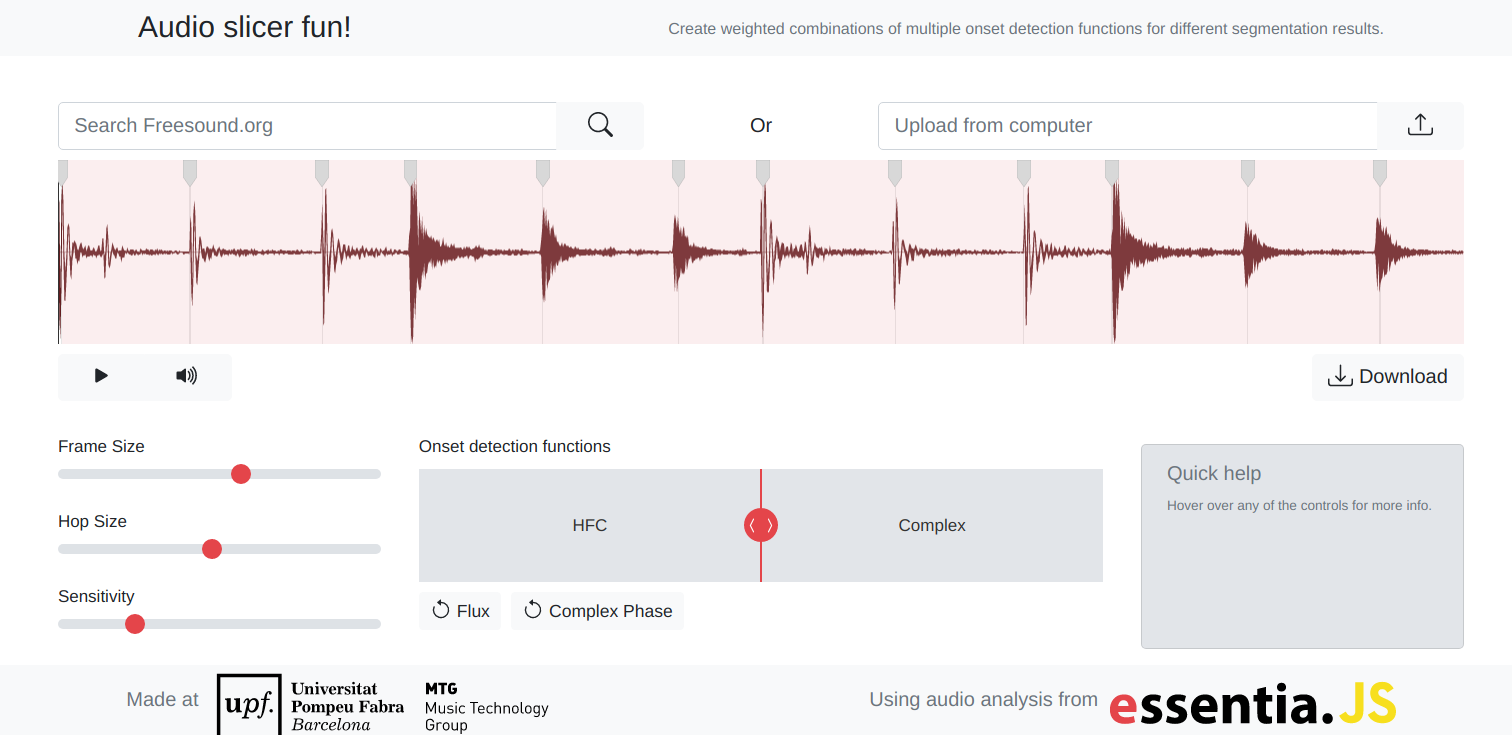 Audio slicer fun!
Create weighted combinations of multiple onset detection functions for different segmentation results.
Search Freesound.org
Or
Upload from computer
Download
Frame Size
Hop Size
Sensitivity
Onset detection functions
HFC
Complex
Flux
Complex Phase
Quick help
Hover over any of the controls for more info.
Made at
upf.
Universitat
Pompeu Fabra
Barcelona
MTG
Music Technology
Group
Using audio analysis from
essentia.JS